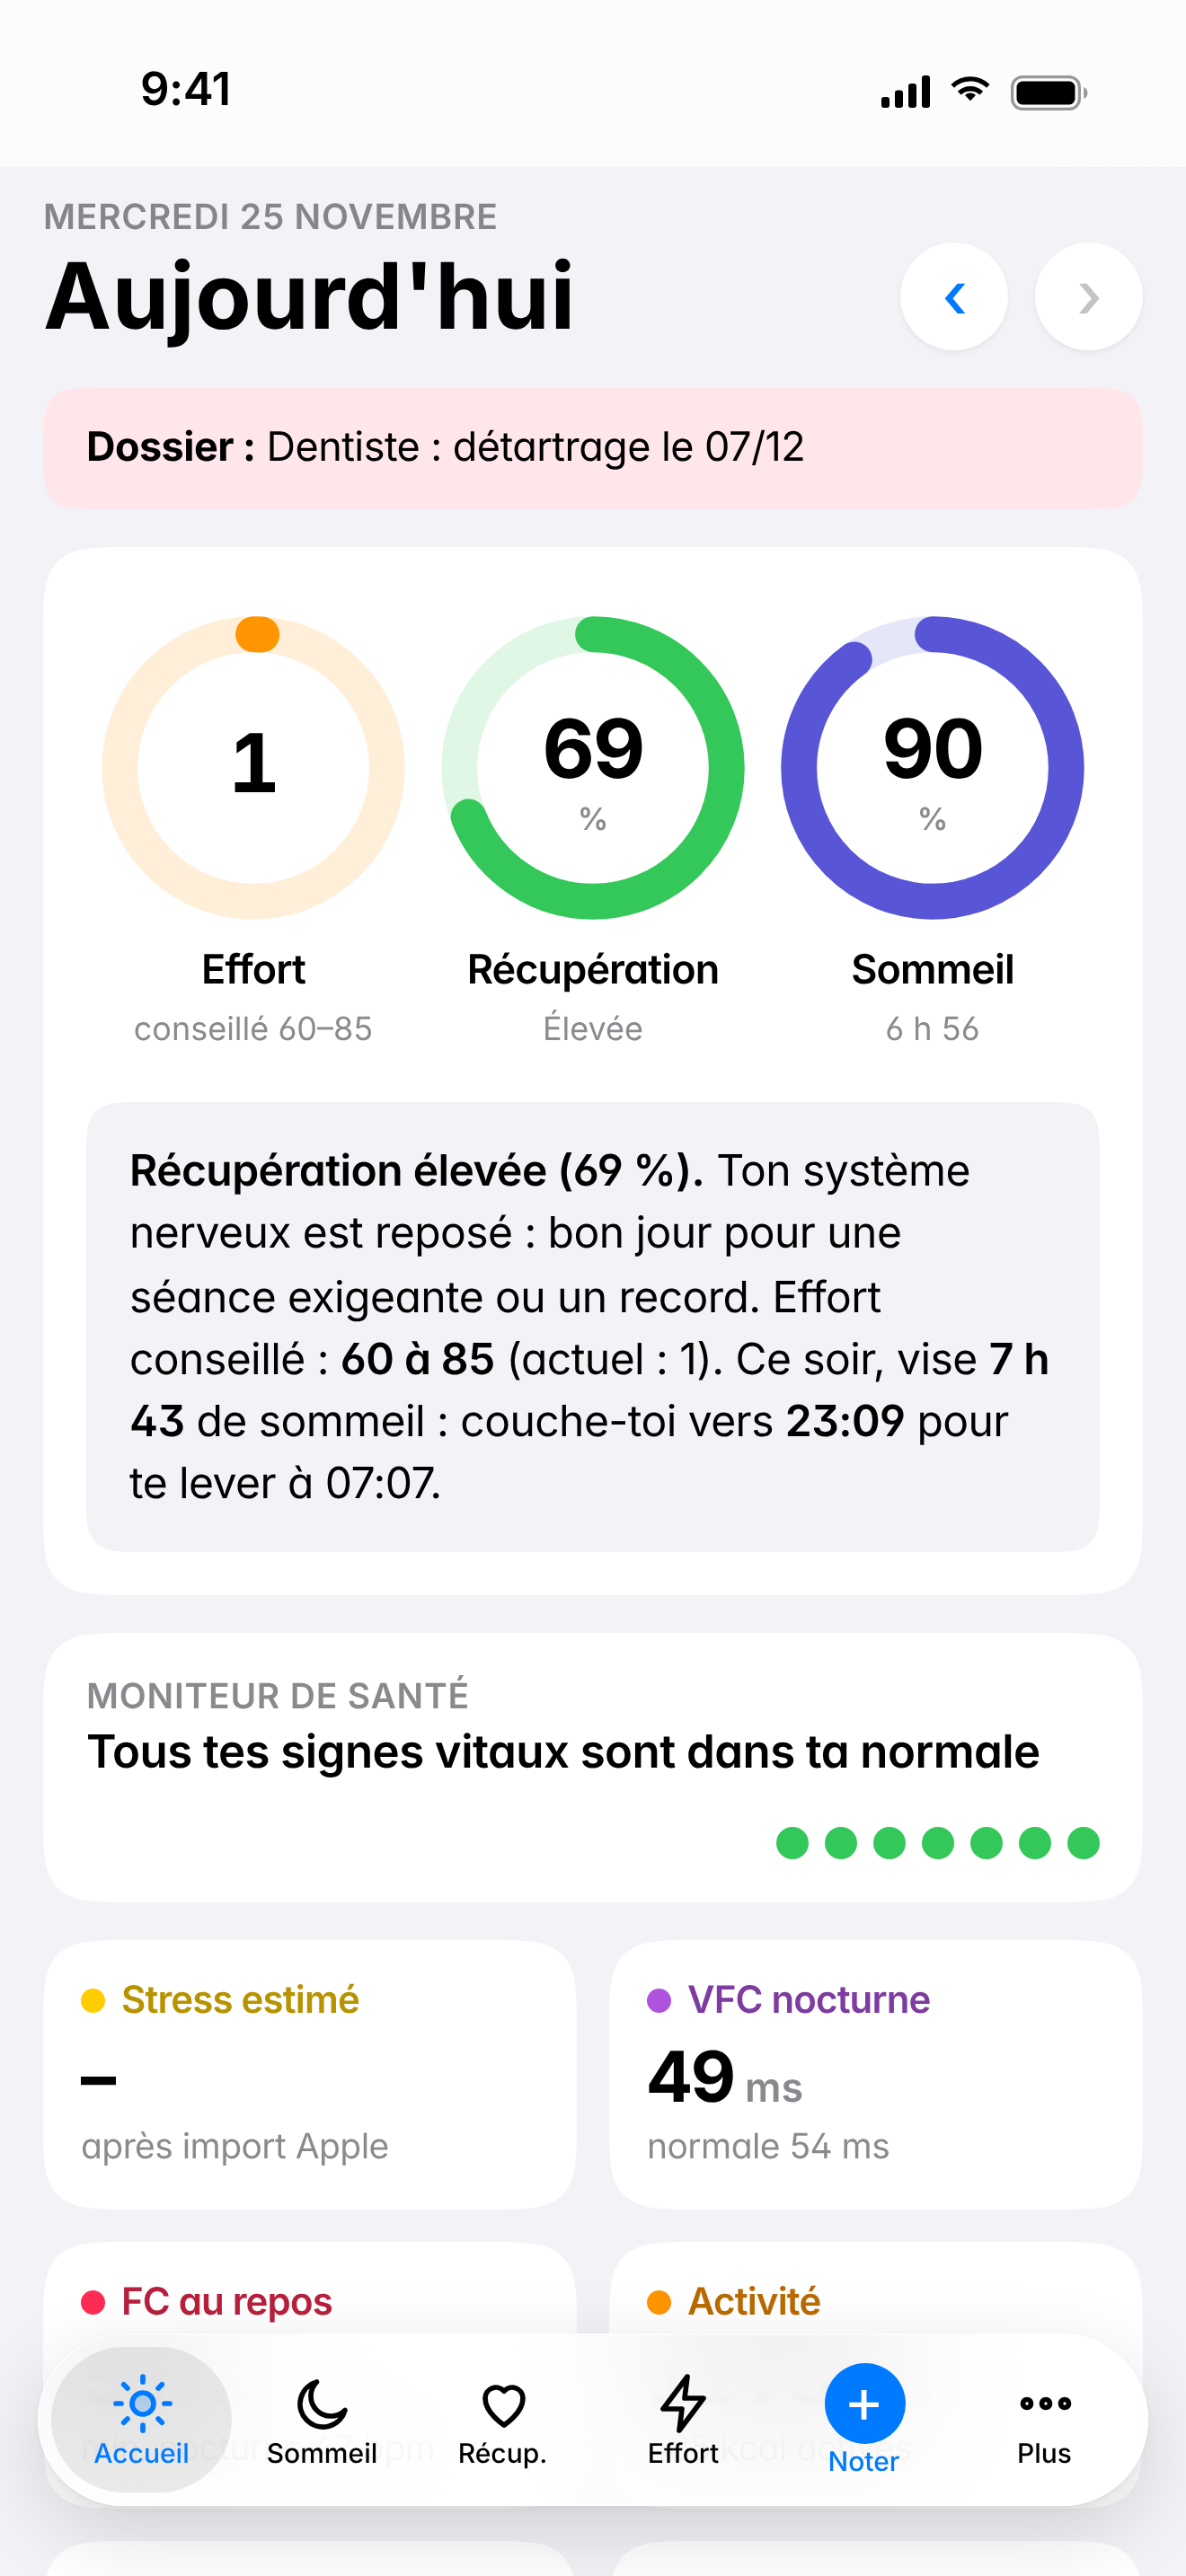 9:41
MERCREDI 25 NOVEMBRE
Aujourd'hui
Dossier : Dentiste : détartrage le 07/12
1
69
%
90
%
Effort
Récupération
Sommeil
conseillé 60–85
Élevée
6 h 56
Récupération élevée (69 %). Ton système
nerveux est reposé : bon jour pour une
séance exigeante ou un record. Effort
conseillé : 60 à 85 (actuel : 1). Ce soir, vise 7 h
43 de sommeil : couche-toi vers 23:09 pour
te lever à 07:07.
MONITEUR DE SANTÉ
Tous tes signes vitaux sont dans ta normale
Stress estimé
–
après import Apple
VFC nocturne
49 ms
normale 54 ms
FC au repos
Activité
Accueil
Sommeil
Récup.
Effort
Noter
Plus